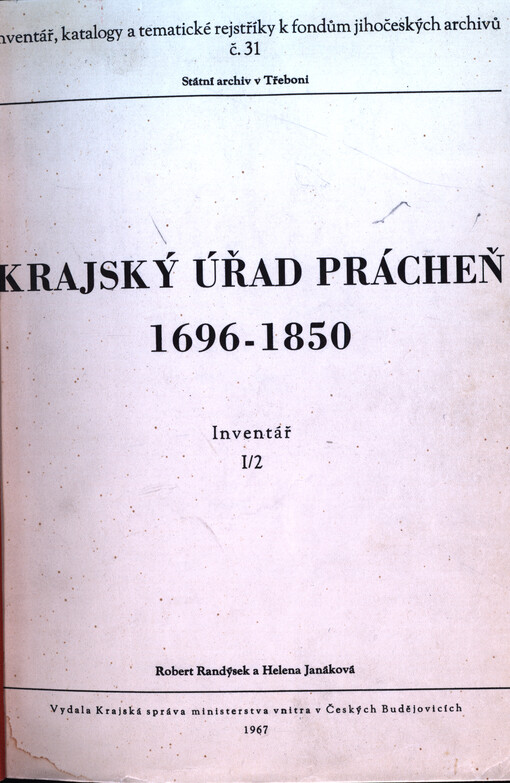 nventář, katalogy a tematické rejstříky k fondům jihočeských archivů
č. 31
Státní archiv v Třeboni
KRAJSKÝ ÚŘAD PRÁCHEŇ
1696-1850
Inventář
I/2
Robert Randýsek a Helena Janáková
Vydala Krajská správa ministerstva vnitra v Českých Budějovicích
1967